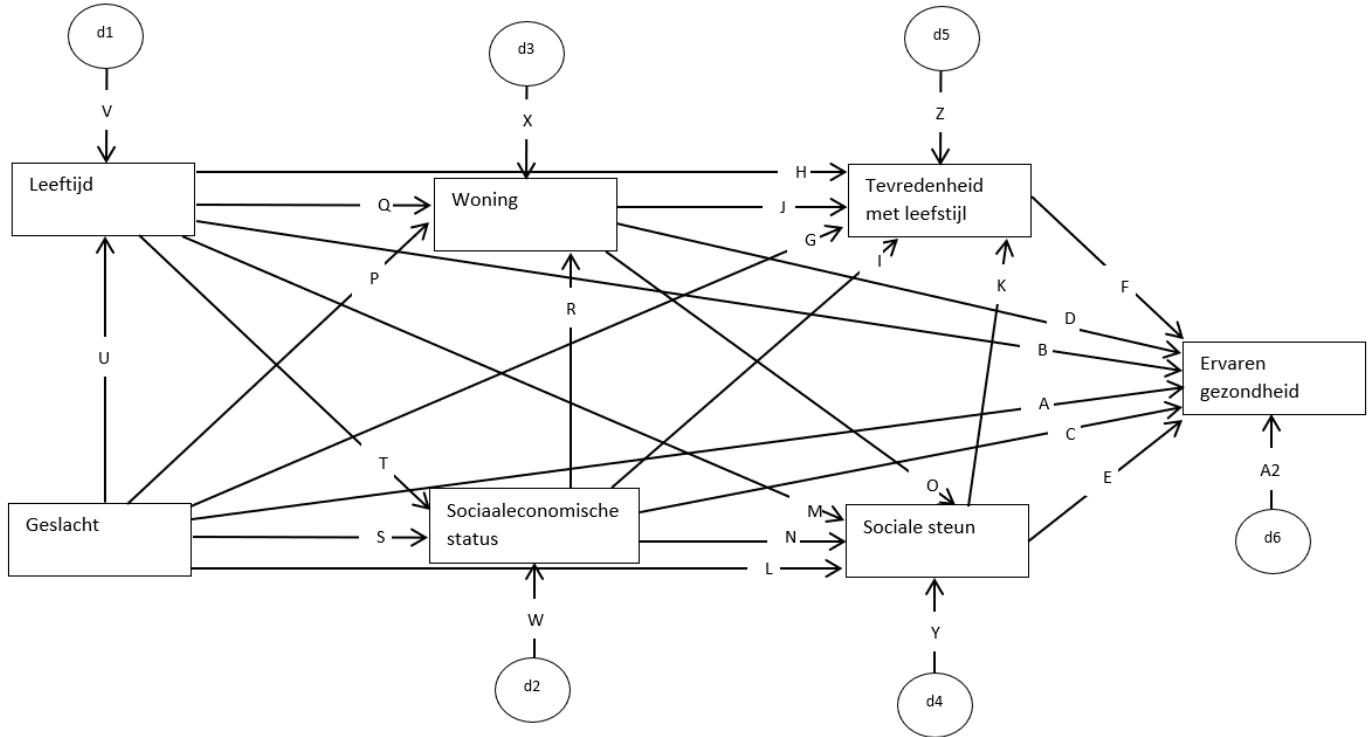 d1
d3
d5
V
X
Z
Leeftijd
Woning
Tevredenheid
met leefstijl
H
Q
J
G
P
I
K
F
R
D
U
B
Ervaren
gezondheid
A
C
T
O
E
A2
M
Geslacht
Sociaaleconomische
status
Sociale steun
S
N
L
d6
W
Y
d2
d4